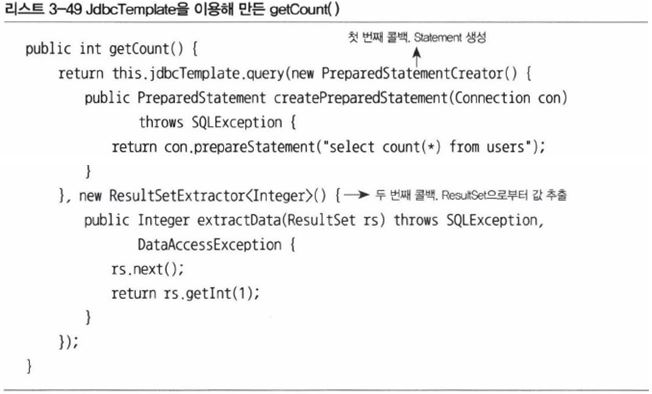 리스트 3-49 JdbcTemplate을 이용해 만든 getCount()
첫 번째 콜백, Statement 생성
public int getCount() {
return this.jdbcTemplate.query(new PreparedStatementCreator() {
public PreparedStatement createPreparedStatement(Connection con)
throws SQLException {
return con.prepareStatement("select count(*) from users");
}
}, new ResultSetExtractor<Integer>() { → 두 번째 콜백, ResultSet으로부터 값 추출
public Integer extractData(ResultSet rs) throws SQLException,
DataAccessException {
rs.next();
return rs.getInt(1);
}
});
}